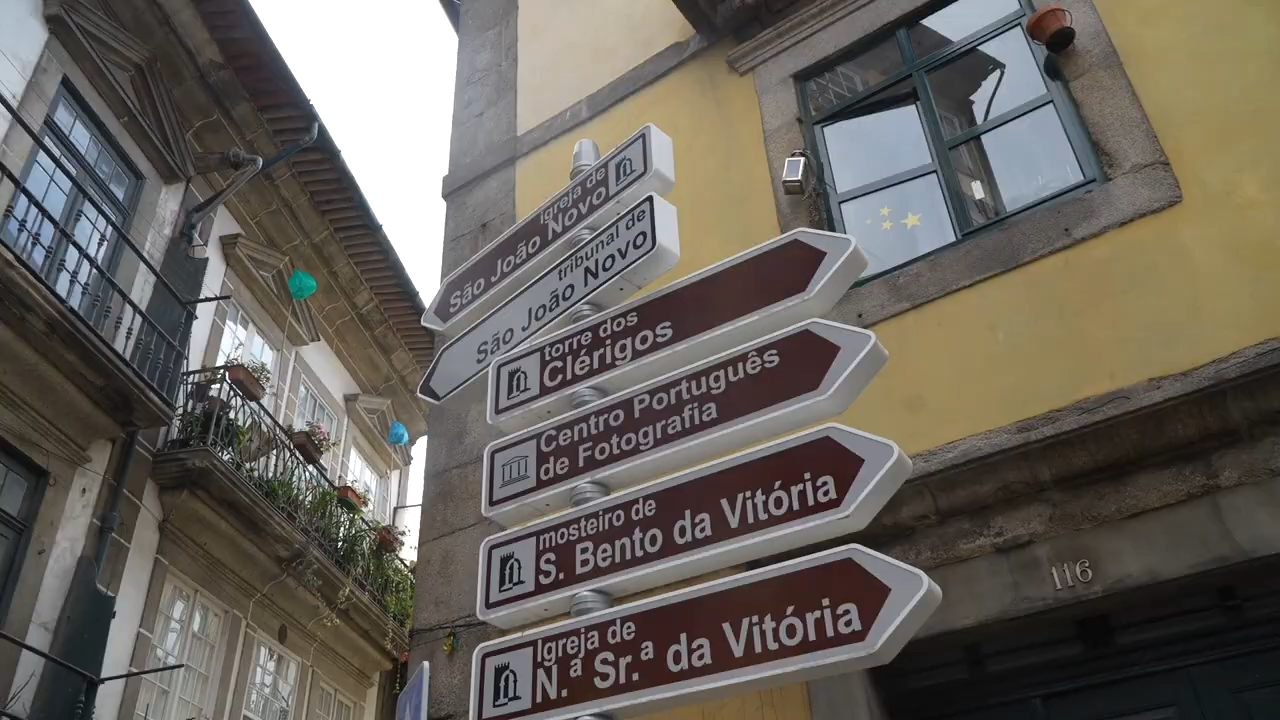 igreja de
São João Novo
tribunal de
São João Novo
torre dos
Clérigos
Centro Português
de Fotografia
mosteiro de
S. Bento da Vitória
Igreja de
N.ª Sr.ª da Vitória
116